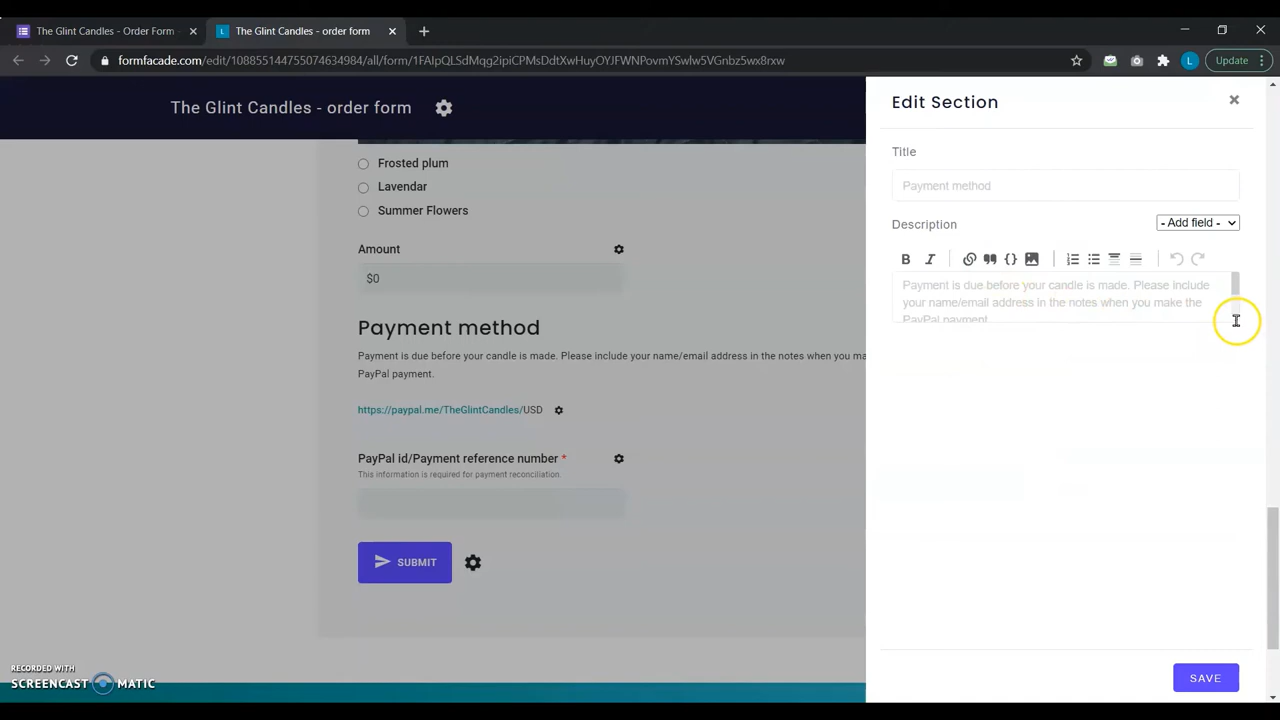 The Glint Candles - Order Form
The Glint Candles - order form
formfacade.com/edit/108855144755074634984/all/form/1FAIpQLSdMqg2ipiCPMsDdtXwHuyOYJFWNPovmYSwlw5VGnbz5wx8rxw
L
Update
The Glint Candles - order form
Frosted plum
Lavendar
Summer Flowers
Amount
$0
Payment method
Payment is due before your candle is made. Please include your name/email address in the notes when you ma
PayPal payment.
https://paypal.me/TheGlintCandles/USD
PayPal id/Payment reference number *
This information is required for payment reconciliation.
SUBMIT
Edit Section
Title
Payment method
Description
- Add field -
Payment is due before your candle is made. Please include
your name/email address in the notes when you make the
PayPal payment.
SAVE
RECORDED WITH
SCREENCAST MATIC